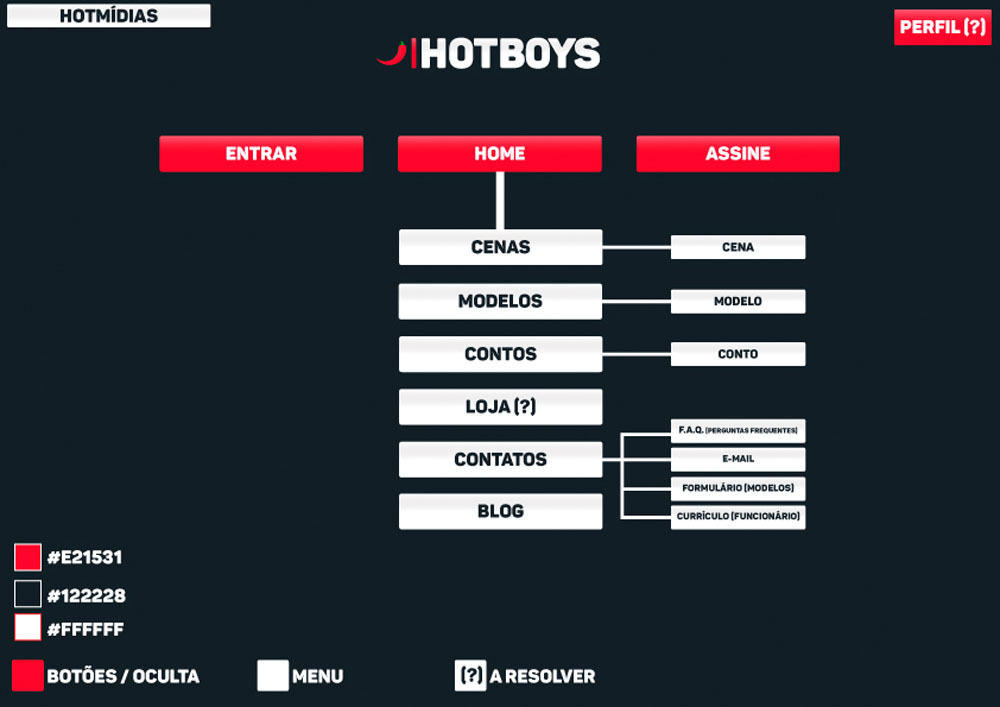 HOTMÍDIAS
PERFIL (?)
HOTBOYS
ENTRAR
HOME
ASSINE
CENAS
CENA
MODELOS
MODELO
CONTOS
CONTO
LOJA (?)
CONTATOS
F.A.Q. (PERGUNTAS FREQUENTES)
E-MAIL
FORMULÁRIO (MODELOS)
CURRÍCULO (FUNCIONÁRIO)
BLOG
#E21531
#122228
#FFFFFF
BOTÕES / OCULTA
MENU
(?) A RESOLVER